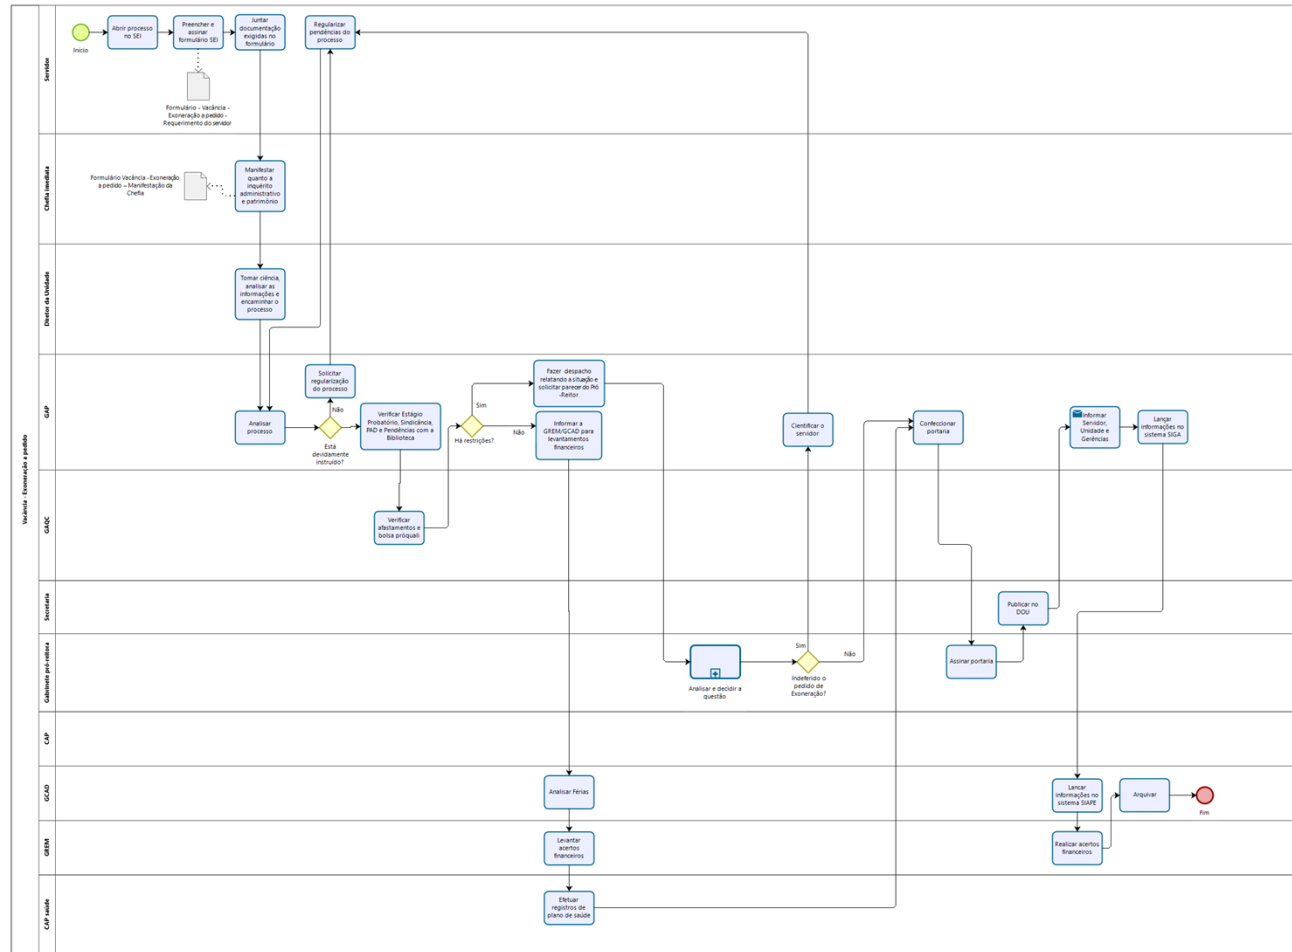 Vacância - Exoneração a pedido
Servidor
Início
Abrir processo
no SEI
Preencher e
assinar
formulário SEI
Juntar
documentação
exigidas no
formulário
Regularizar
pendências do
processo
Formulário - Vacância -
Exoneração a pedido -
Requerimento do servidor
Chefia imediata
Formulário Vacância - Exoneração
a pedido – Manifestação da
Chefia
Manifestar
quanto a
inquérito
administrativo
e patrimônio
Diretor da Unidade
Tomar ciência,
analisar as
informações e
encaminhar o
processo
GAP
Solicitar
regularização
do processo
Analisar
processo
Não
Está
devidamente
instruído?
Verificar Estágio
Probatório, Sindicância,
PAD e Pendências com a
Biblioteca
Sim
Há restrições?
Não
Fazer despacho
relatando a situação e
solicitar parecer do Pró
-Reitor
Informar a
GREM/GCAD para
levantamentos
financeiros
Cientificar o
servidor
Confeccionar
portaria
Informar
Servidor,
Unidade e
Gerências
Lançar
informações no
sistema SIGA
GAQC
Verificar
afastamentos e
bolsa próquali
Secretaria
Publicar no
DOU
Gabinete pró-reitora
Analisar e decidir a
questão
Sim
Não
Indeferido o
pedido de
Exoneração?
Assinar portaria
CAP
GCAD
Analisar Férias
Lancar
informações no
sistema SIAPE
Arquivar
Fim
GREM
Levantar
acertos
financeiros
Realizar acertos
financeiros
CAP saúde
Efetuar
registros de
plano de saúde